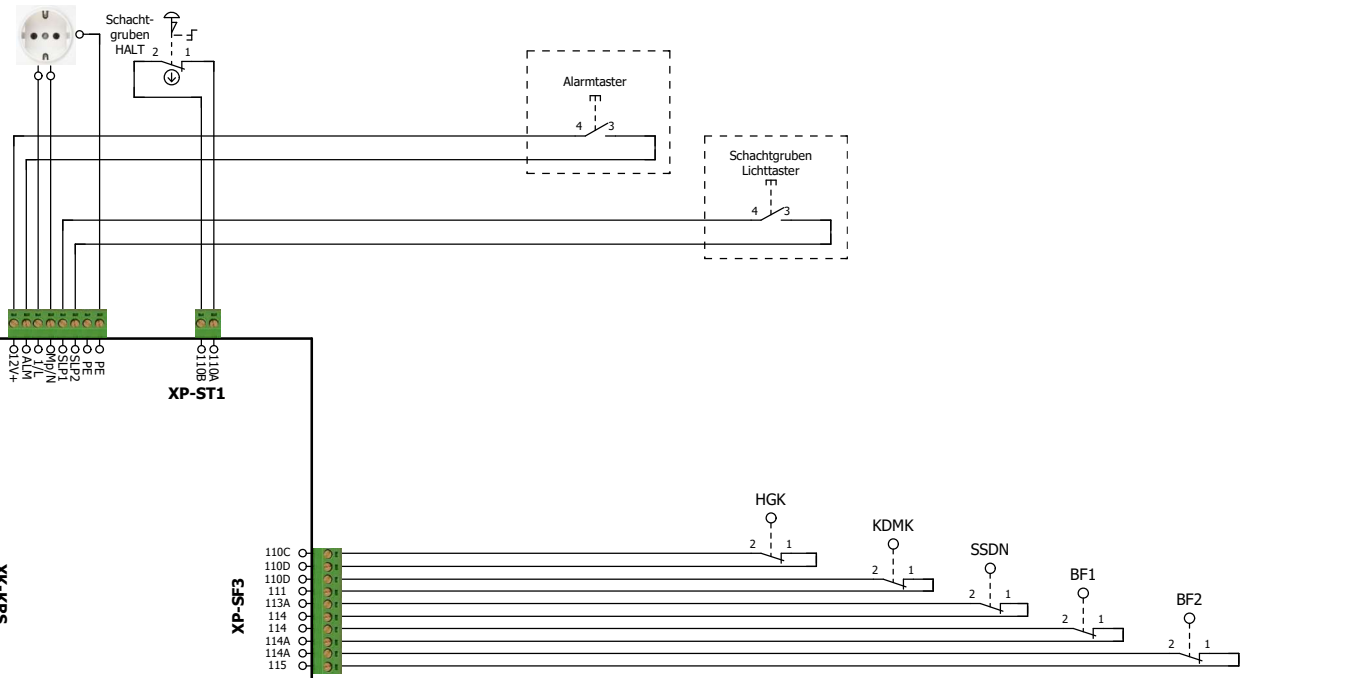 Schacht-
gruben
HALT
2 1
Alarmtaster
4 3
Schachtgruben
Lichttaster
4 3
12V+
ALM
1/L
Mp/N
SLP1
SLP2
PE
PE
110B
110A
XP-ST1
HGK
2 1
KDMK
2 1
SSDN
2 1
BF1
2 1
BF2
2 1
XP-SF3
110C
110D
110D
111
113A
114
114
114A
114A
115